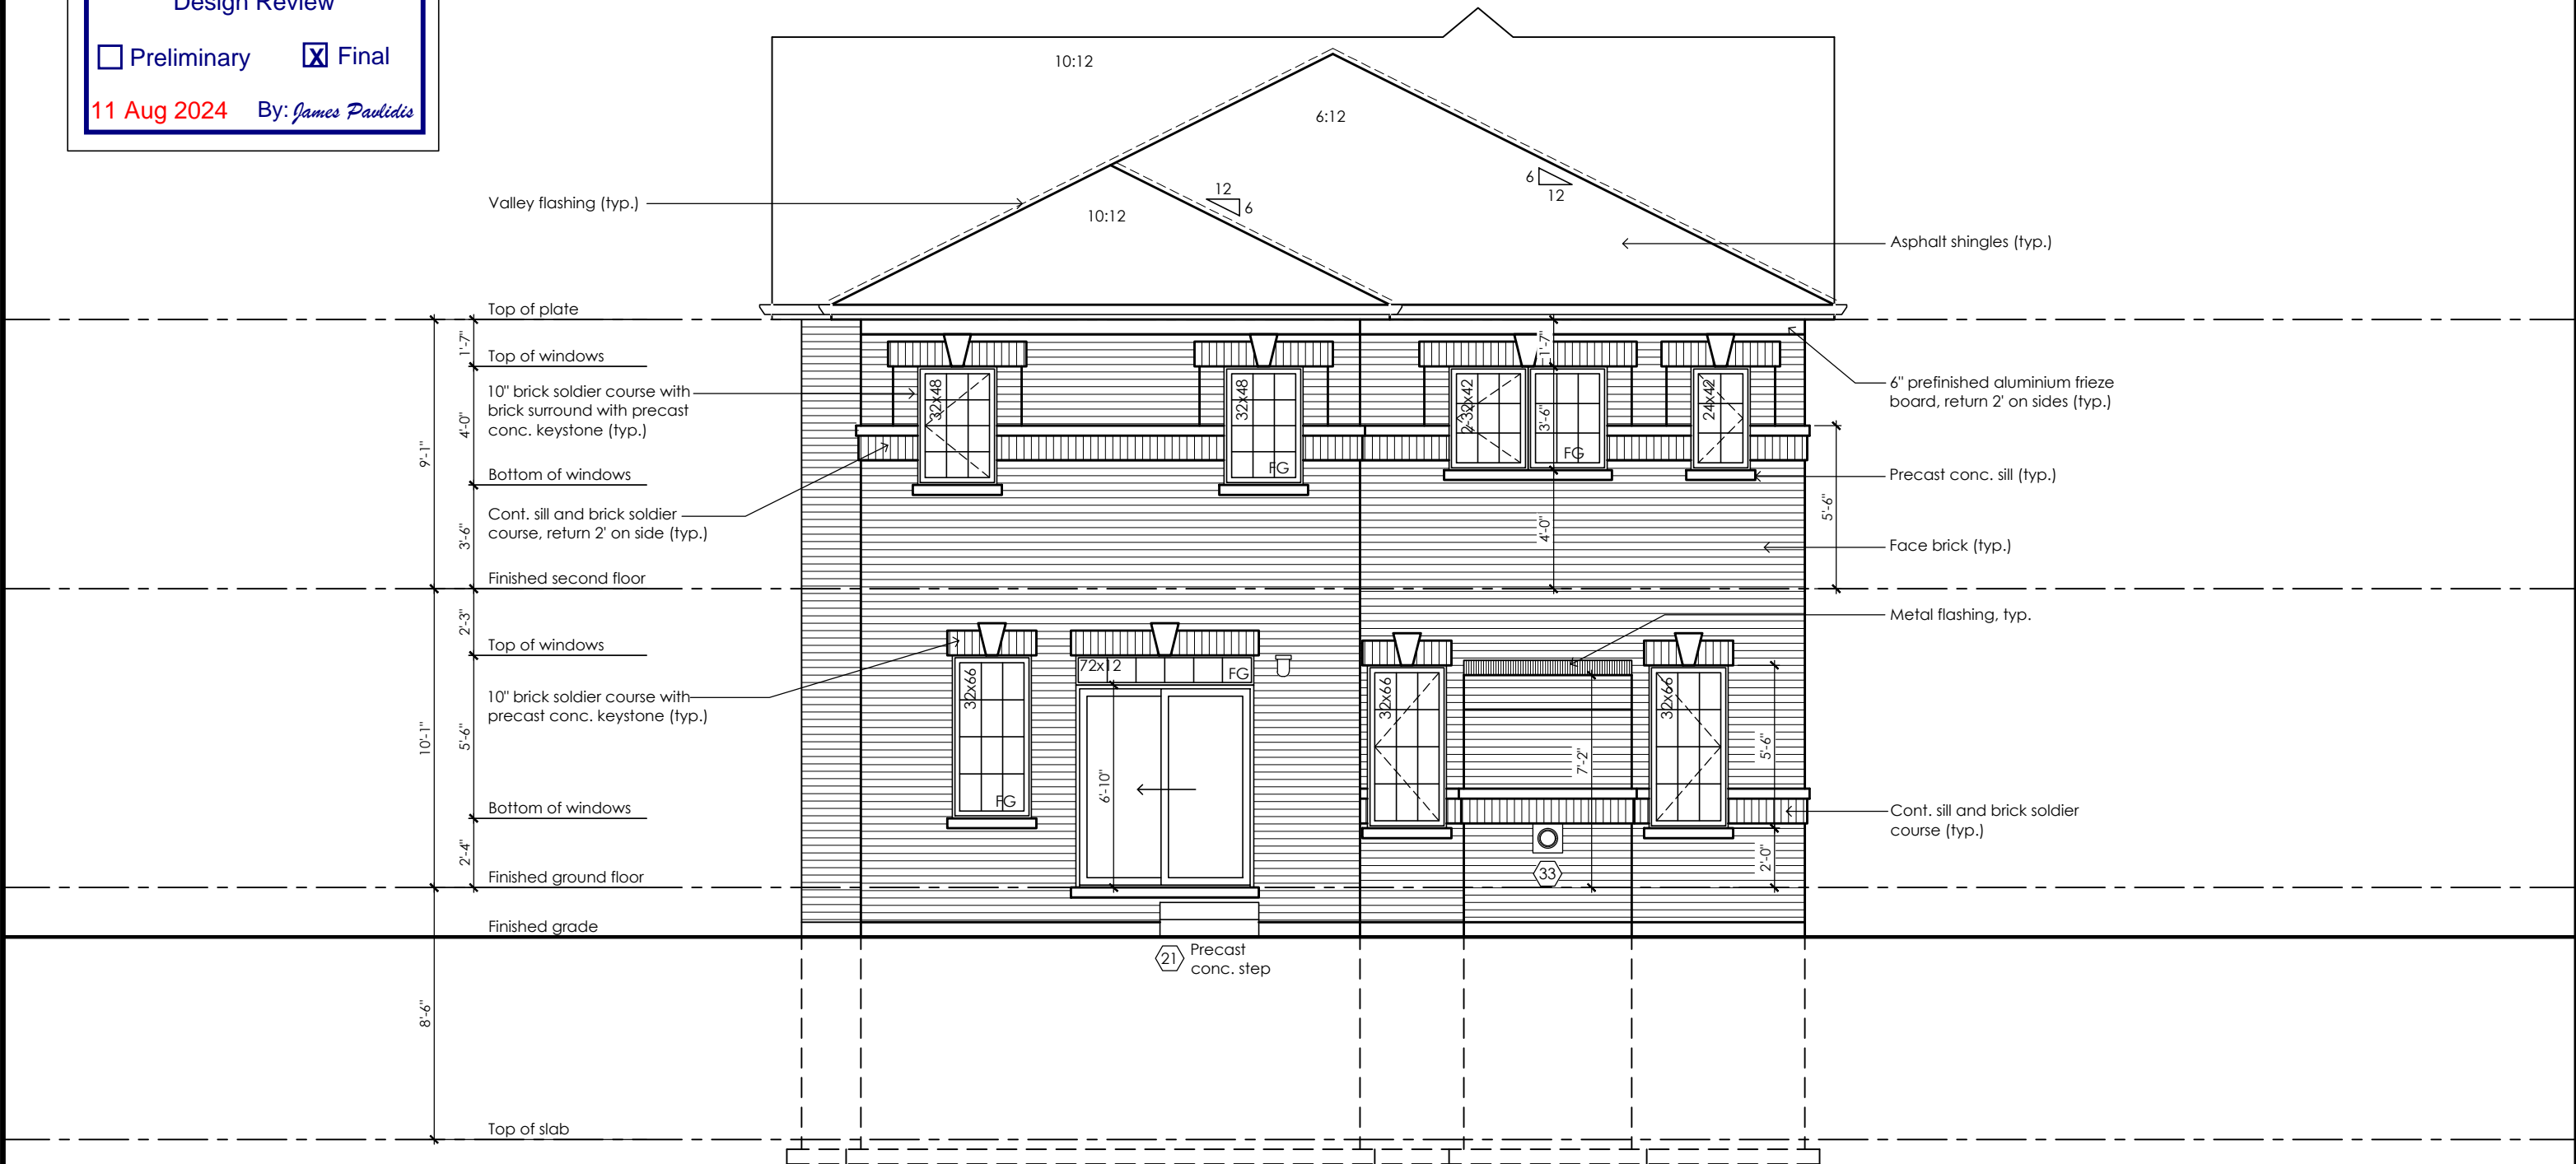 Design Review
Preliminary
X Final
11 Aug 2024 By: James Pavlidis
10:12
6:12
10:12
12
6
6
12
Valley flashing (typ.)
Asphalt shingles (typ.)
Top of plate
Top of windows
10" brick soldier course with
brick surround with precast
conc. keystone (typ.)
Bottom of windows
Cont. sill and brick soldier
course, return 2' on side (typ.)
Finished second floor
Top of windows
10" brick soldier course with
precast conc. keystone (typ.)
Bottom of windows
Finished ground floor
Finished grade
Top of slab
9'-1"
10'-1"
8'-6"
1'-7"
4'-0"
3'-6"
2'-3"
5'-6"
2'-4"
32x48
32x48
FG
2-32x42
FG
24x42
1'-7"
3'-6"
4'-0"
5'-6"
32x66
FG
72x12
FG
6'-10"
32x66
32x66
7'-2"
5'-6"
2'-0"
33
21
Precast
conc. step
6" prefinished aluminium frieze
board, return 2' on sides (typ.)
Precast conc. sill (typ.)
Face brick (typ.)
Metal flashing, typ.
Cont. sill and brick soldier
course (typ.)